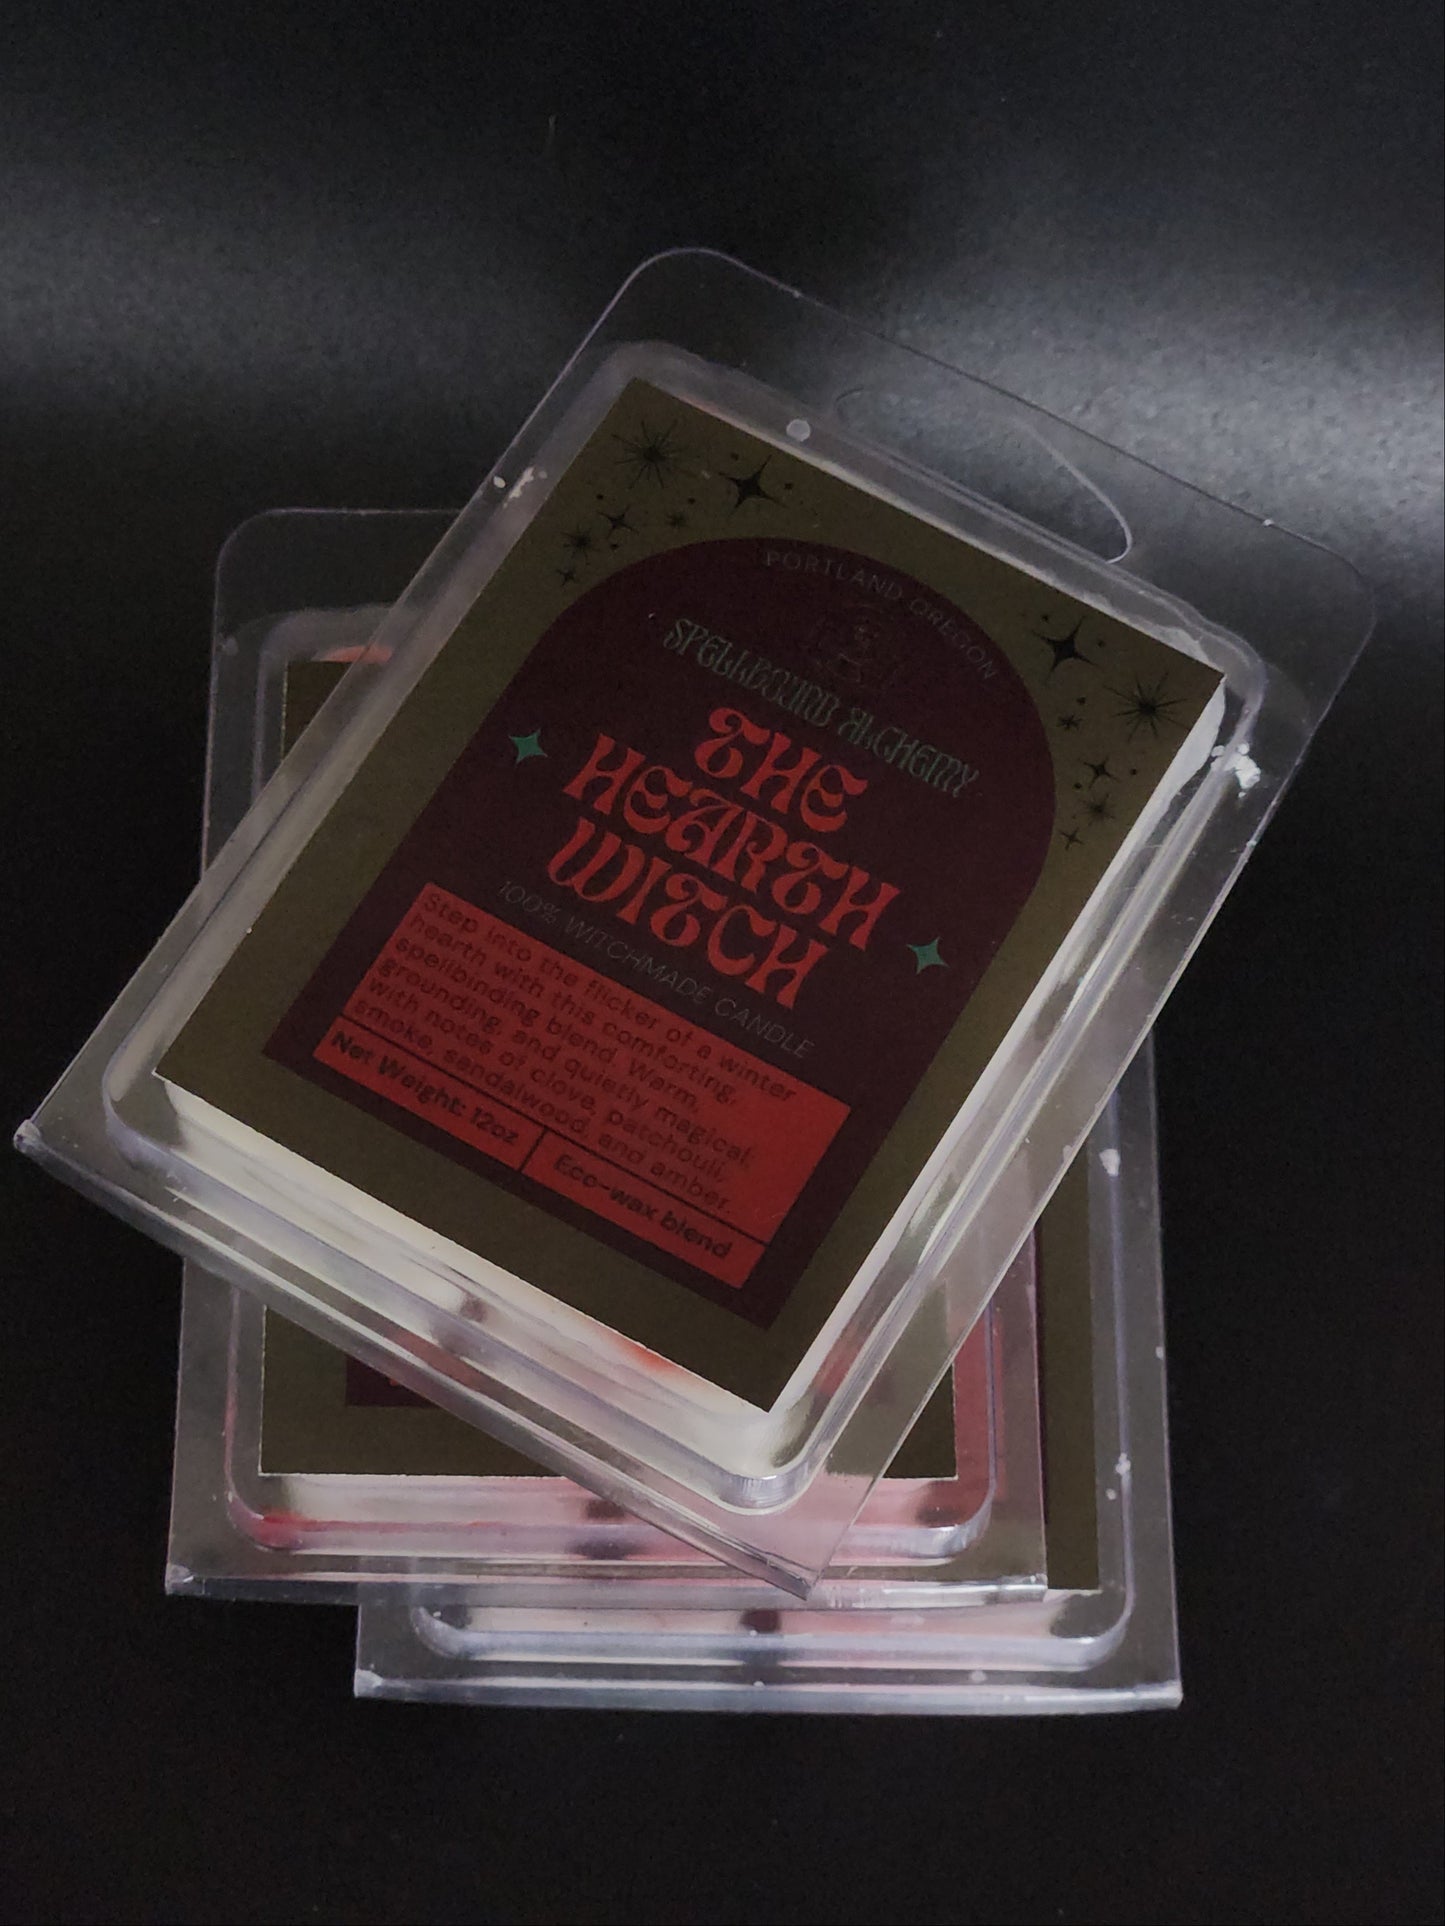 PORTLAND OREGON
SPELLBOUND ALCHEMY
THE
HEARTH
WITCH
100% WITCHMADE CANDLE
Step into the flicker of a winter
hearth with this comforting,
spellbinding blend. Warm,
grounding, and quietly magical,
with notes of clove, patchouli,
smoke, sandalwood, and amber.
Net Weight: 12oz
Eco-wax blend